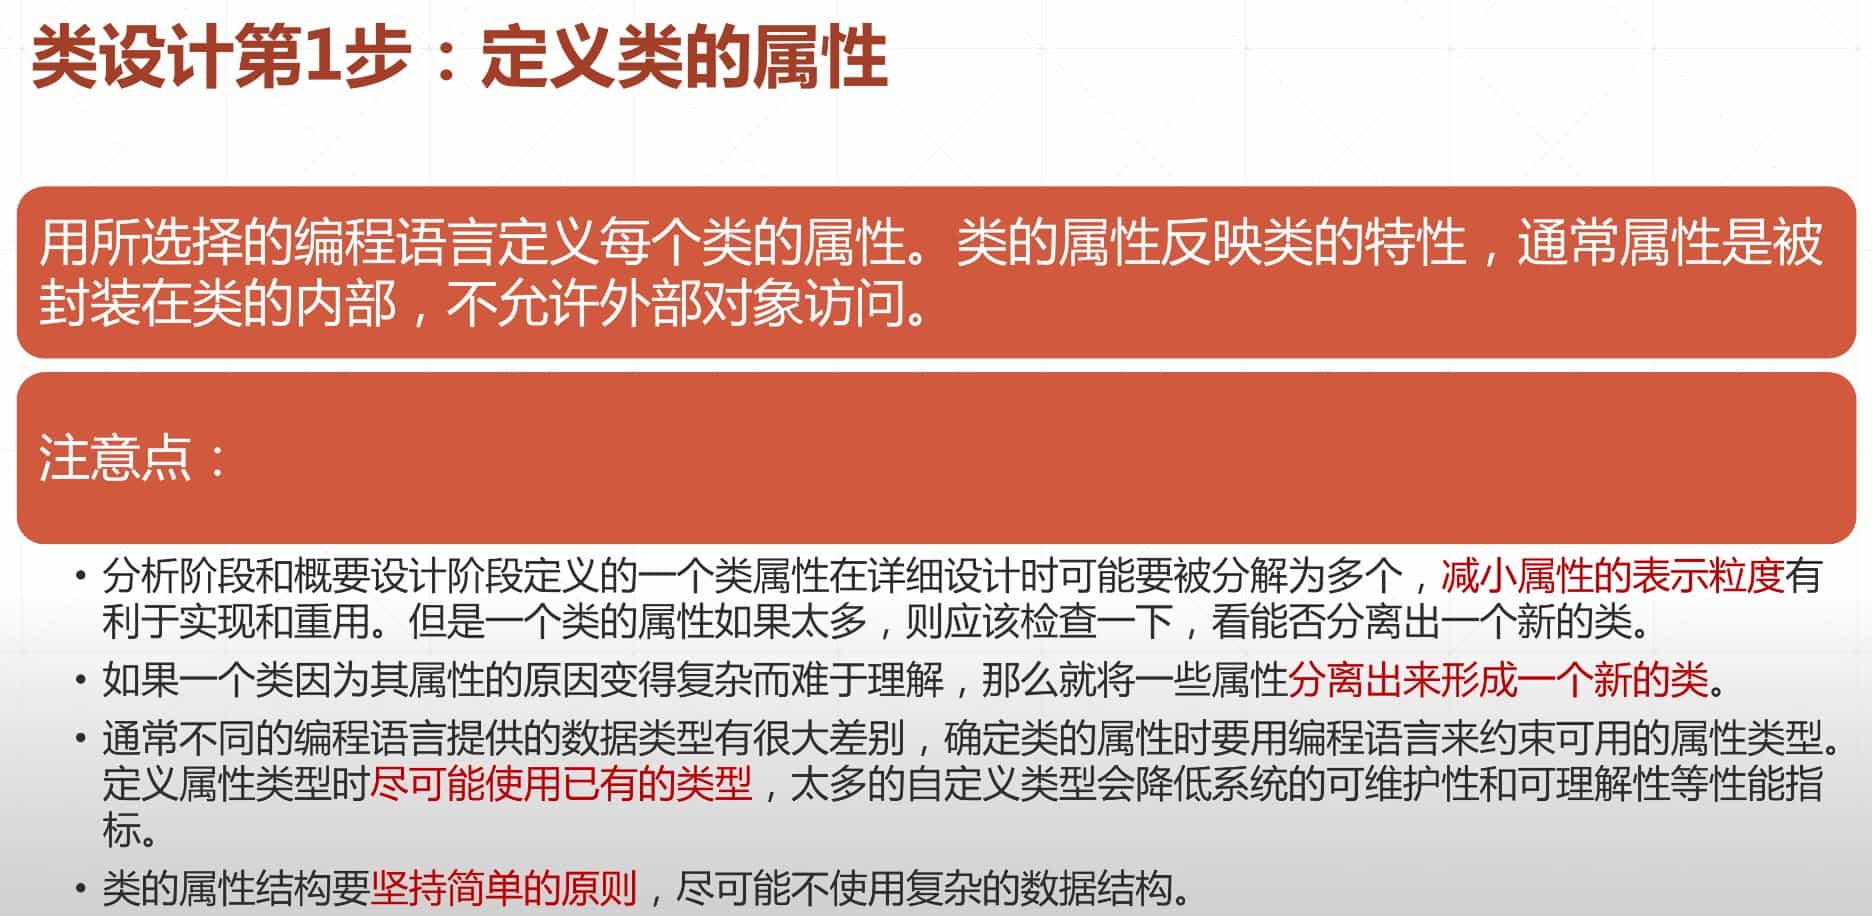 类设计第1步：定义类的属性
用所选择的编程语言定义每个类的属性。类的属性反映类的特性，通常属性是被
封装在类的内部，不允许外部对象访问。
注意点：
• 分析阶段和概要设计阶段定义的一个类属性在详细设计时可能要被分解为多个，减小属性的表示粒度有
利于实现和重用。但是一个类的属性如果太多，则应该检查一下，看能否分离出一个新的类。
• 如果一个类因为其属性的原因变得复杂而难于理解，那么就将一些属性分离出来形成一个新的类。
• 通常不同的编程语言提供的数据类型有很大差别，确定类的属性时要用编程语言来约束可用的属性类型。
定义属性类型时尽可能使用已有的类型，太多的自定义类型会降低系统的可维护性和可理解性等性能指
标。
• 类的属性结构要坚持简单的原则，尽可能不使用复杂的数据结构。